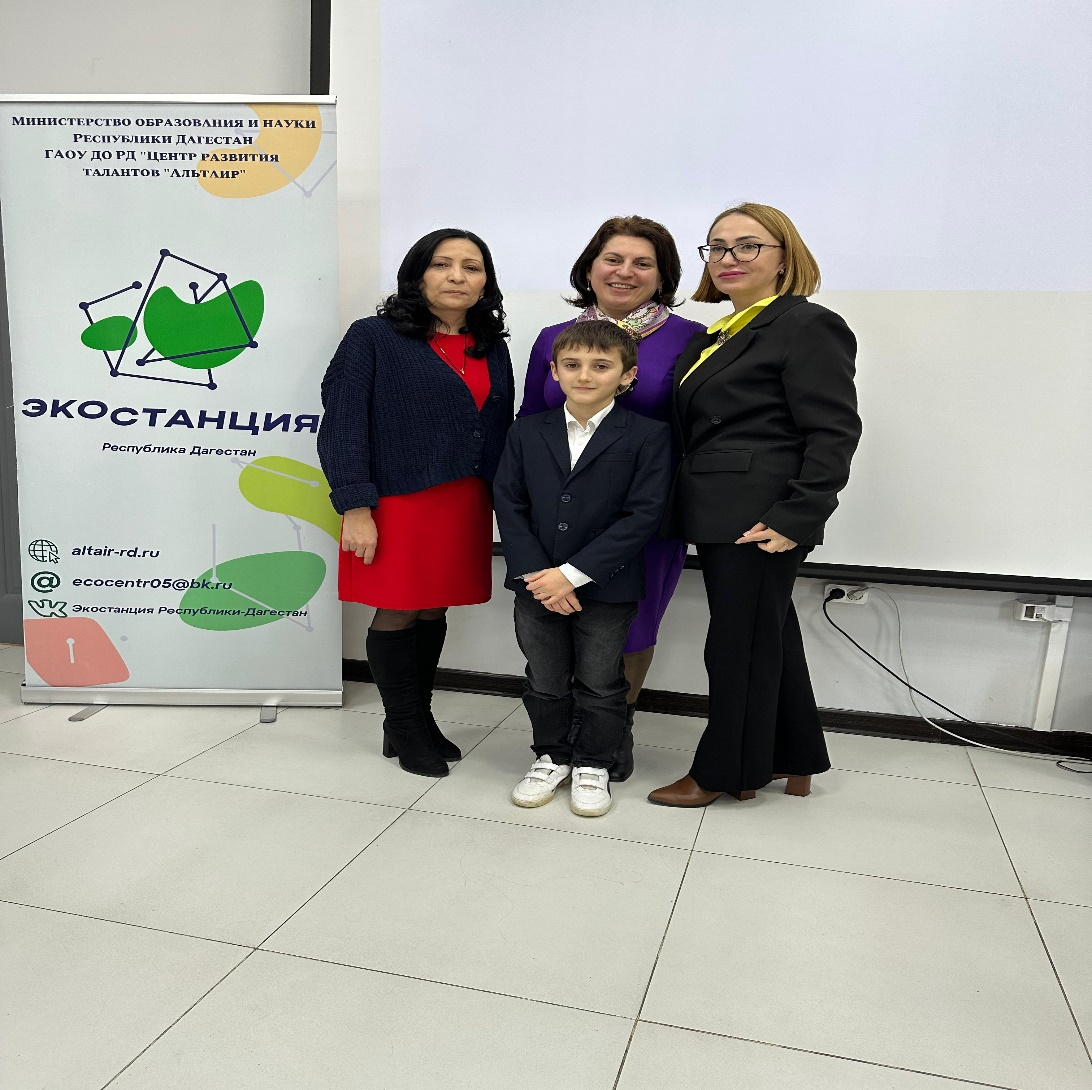 МИНИСТЕРСТВО ОБРАЗОВАНИЯ И НАУКИ
РЕСПУБЛИКИ ДАГЕСТАН
ГАОУ ДО РД "ЦЕНТР РАЗВИТИЯ
ТАЛАНТОВ "АЛЬТАИР"
ЭКОСТАНЦИЯ
Республика Дагестан
altair-rd.ru
ecocentr05@bk.ru
Экостанция Республики-Дагестан